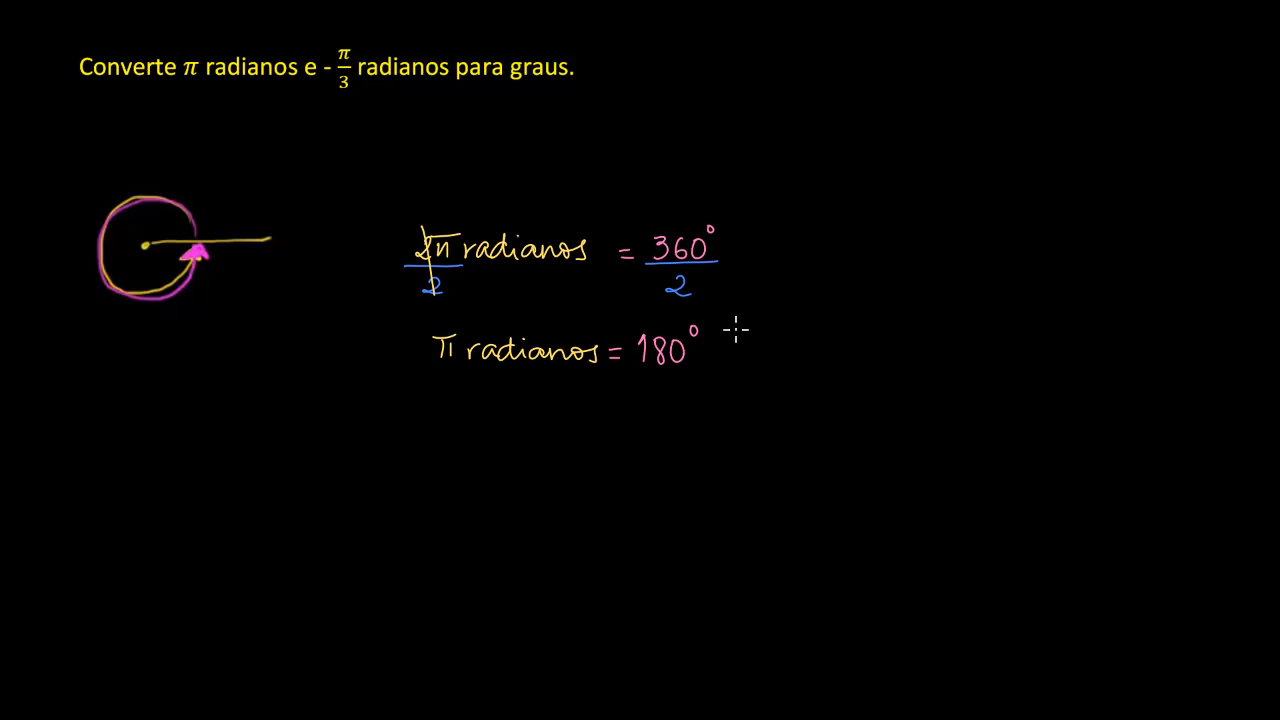 Converte π radianos e - π/3 radianos para graus.
2π radianos = 360°
2 2
π radianos = 180°